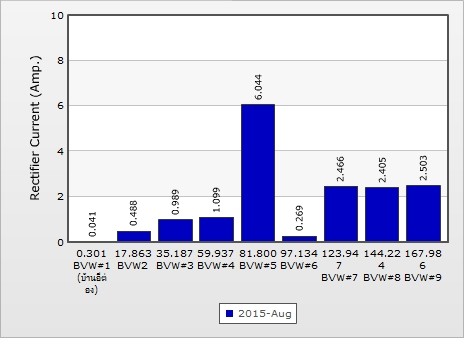 10
8
6
4
2
0
Rectifier Current (Amp.)
0.041
0.488
0.989
1.099
6.044
0.269
2.466
2.405
2.503
0.301
BVW#1
(บ้านอีต่
อง)
17.863
BVW2
35.187
BVW#3
59.937
BVW#4
81.800
BVW#5
97.134
BVW#6
123.94
7
BVW#7
144.22
4
BVW#8
167.98
6
BVW#9
2015-Aug